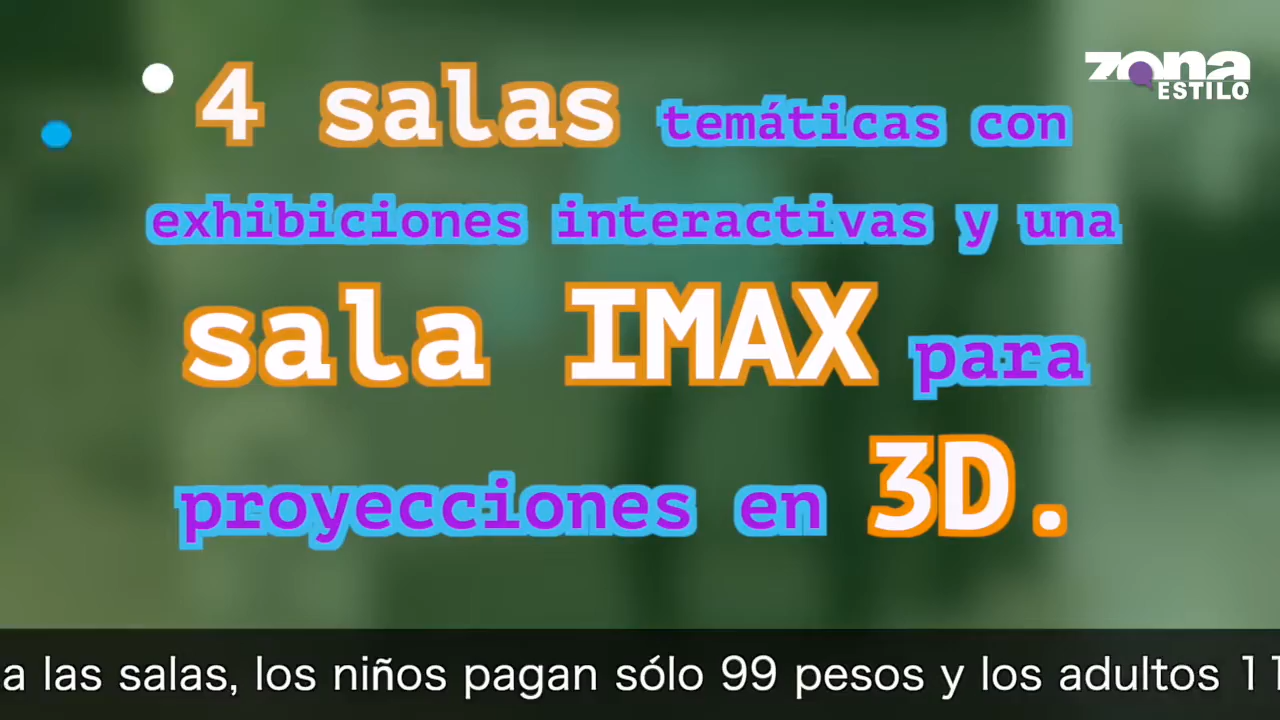 zona
ESTILO
4 salas temáticas con
exhibiciones interactivas y una
sala IMAX para
proyecciones en 3D.
a las salas, los niños pagan sólo 99 pesos y los adultos 11